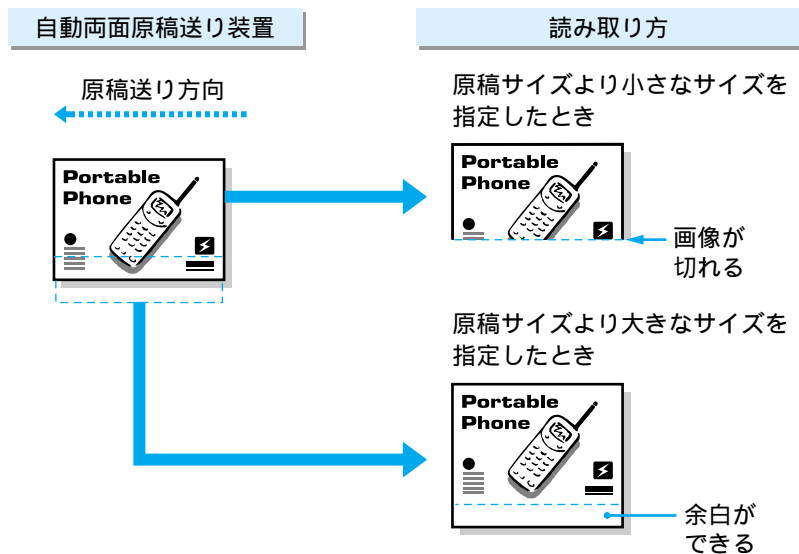 自動両面原稿送り装置
読み取り方
原稿送り方向
Portable
Phone
原稿サイズより小さなサイズを
指定したとき
Portable
Phone
画像が
切れる
原稿サイズより大きなサイズを
指定したとき
Portable
Phone
余白が
できる